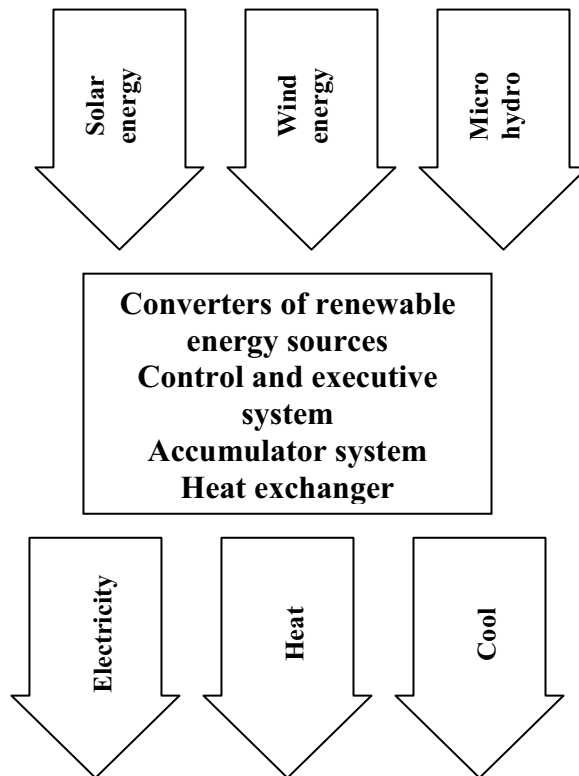 Solar
energy
Wind
energy
Micro
hydro
Converters of renewable
energy sources
Control and executive
system
Accumulator system
Heat exchanger
Electricity
Heat
Cool